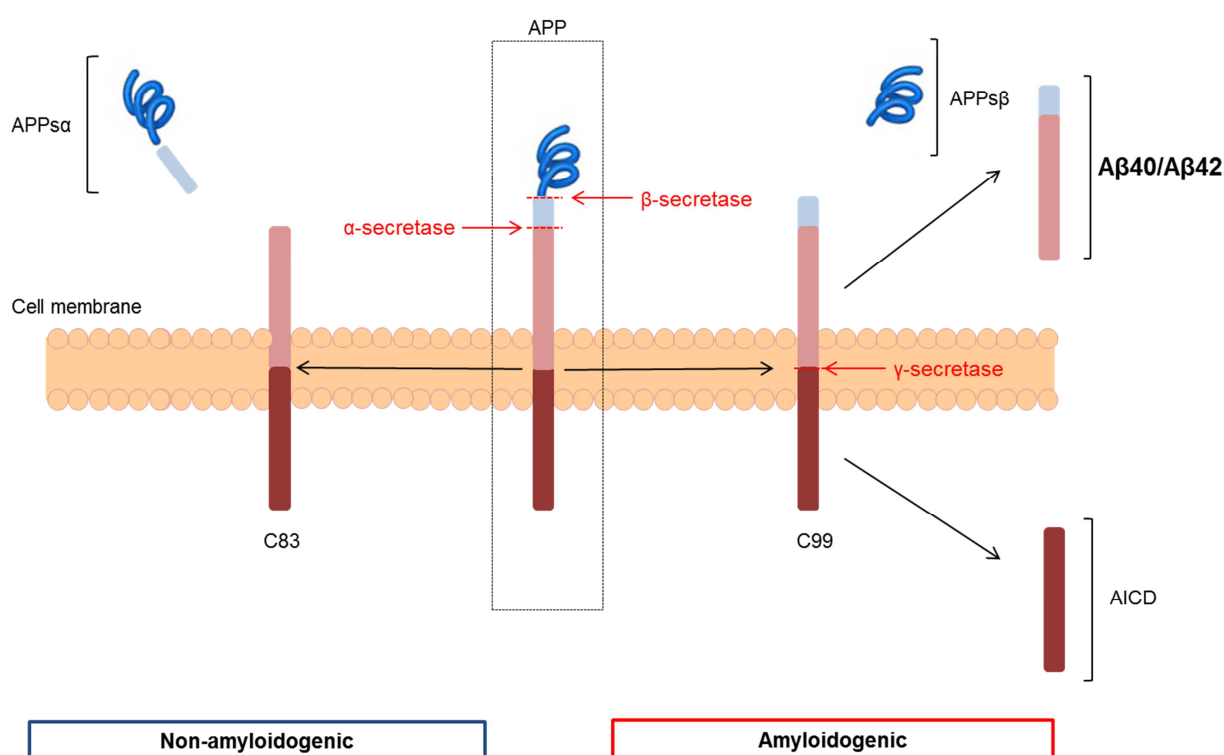 APP
APPsα
APPsβ
Aβ40/Aβ42
β-secretase
α-secretase
Cell membrane
γ-secretase
C83
C99
AICD
Non-amyloidogenic
Amyloidogenic